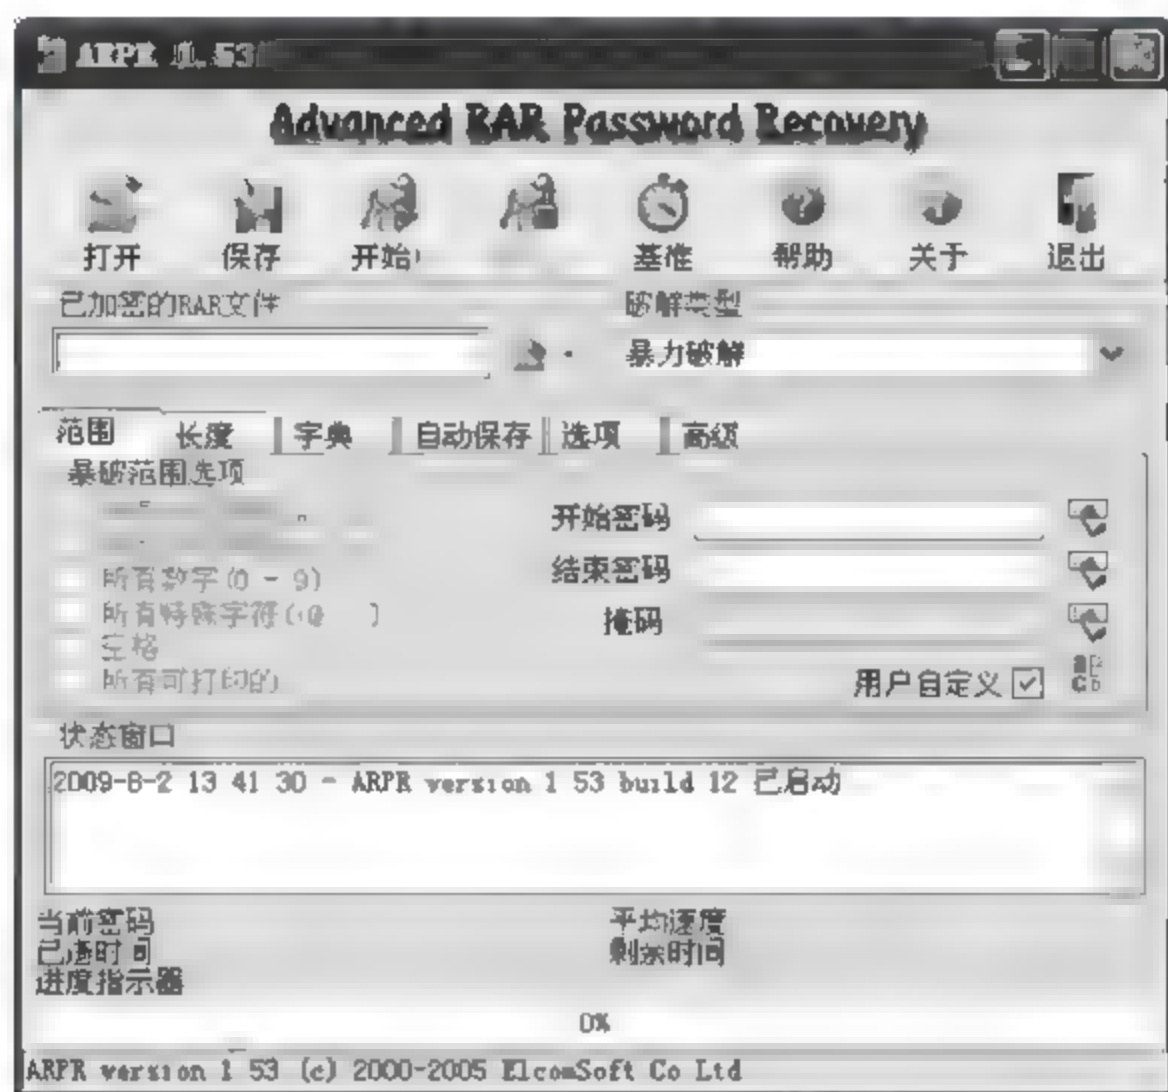 ARPR 1.53
Advanced RAR Password Recovery
打开 保存 开始! 基准 帮助 关于 退出
已加密的RAR文件 破解类型
暴力破解
范围 长度 字典 自动保存 选项 高级
暴破范围选项
开始密码
所有数字(0 - 9) 结束密码
所有特殊字符(!@ ) 掩码
空格
所有可打印的 用户自定义
状态窗口
2009-8-2 13 41 30 - ARPR version 1 53 build 12 已启动
当前密码 平均速度
已逝时间 剩余时间
进度指示器
0%
ARPR version 1 53 (c) 2000-2005 ElcomSoft Co Ltd